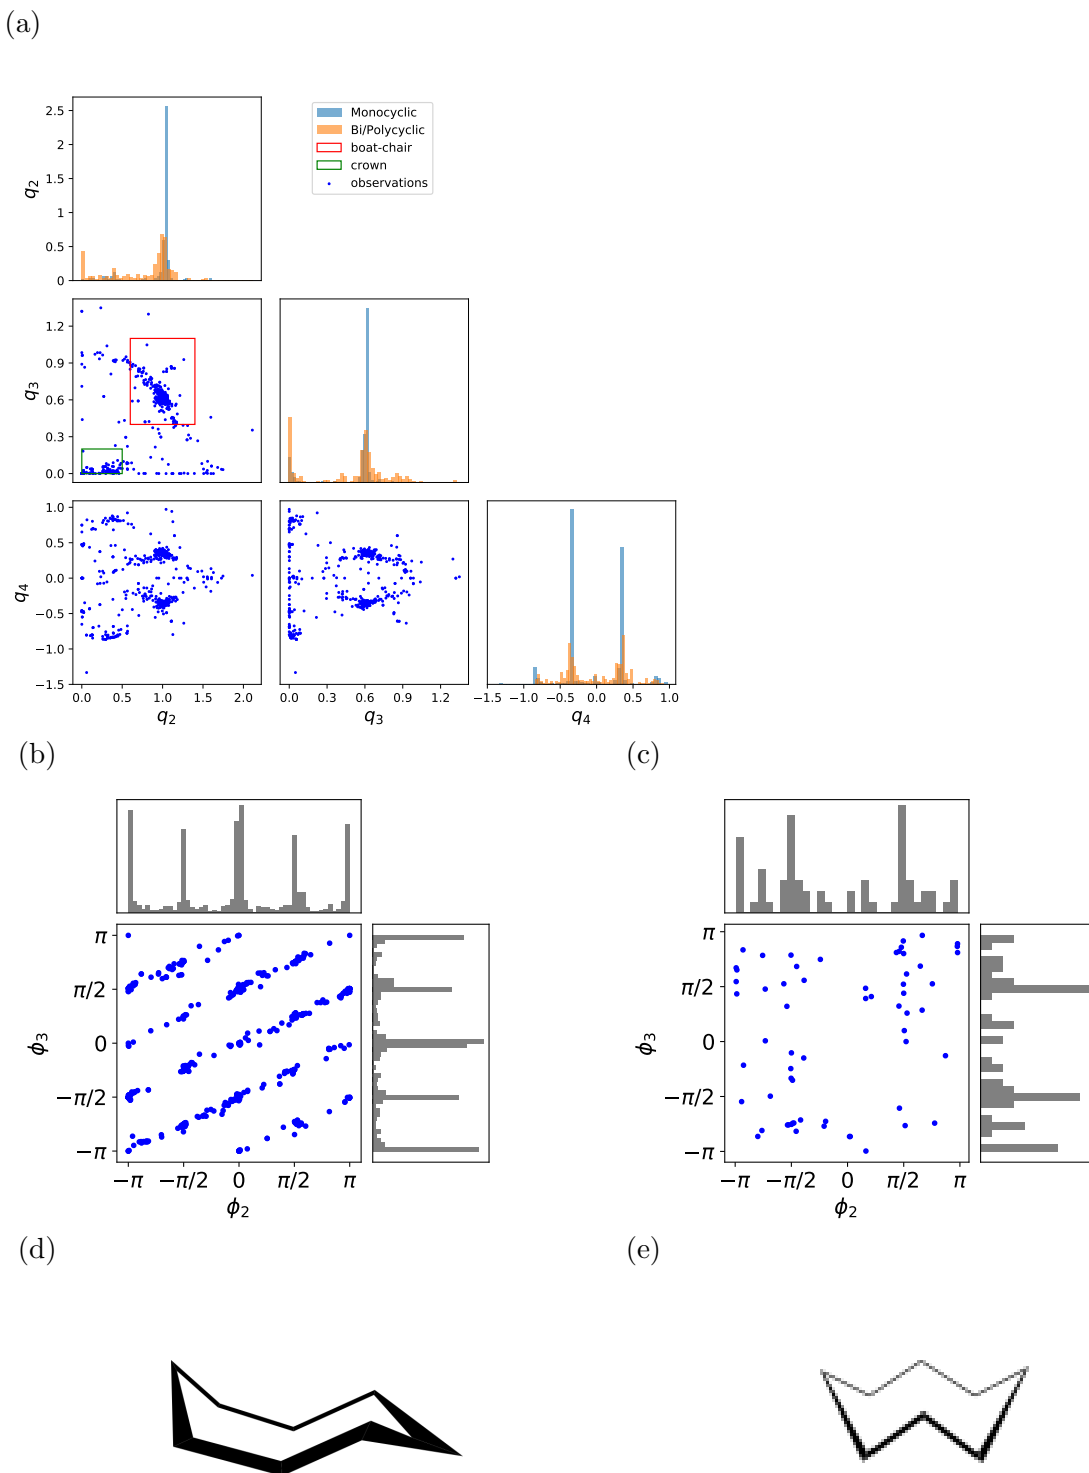 (a)
Monocyclic
Bi/Polycyclic
boat-chair
crown
observations
q2
2.5
2
1.5
1
0.5
0
q3
1.2
0.9
0.6
0.3
0.0
q4
1.0
0.5
0.0
−0.5
−1.0
−1.5
0.0 0.5 1.0 1.5 2.0
q2
0.0 0.3 0.6 0.9 1.2
q3
−1.5 −1.0 −0.5 0.0 0.5 1.0
q4
(b)
ϕ3
π
π/2
0
−π/2
−π
−π −π/2 0 π/2 π
ϕ2
(c)
ϕ3
π
π/2
0
−π/2
−π
−π −π/2 0 π/2 π
ϕ2
(d)
(e)